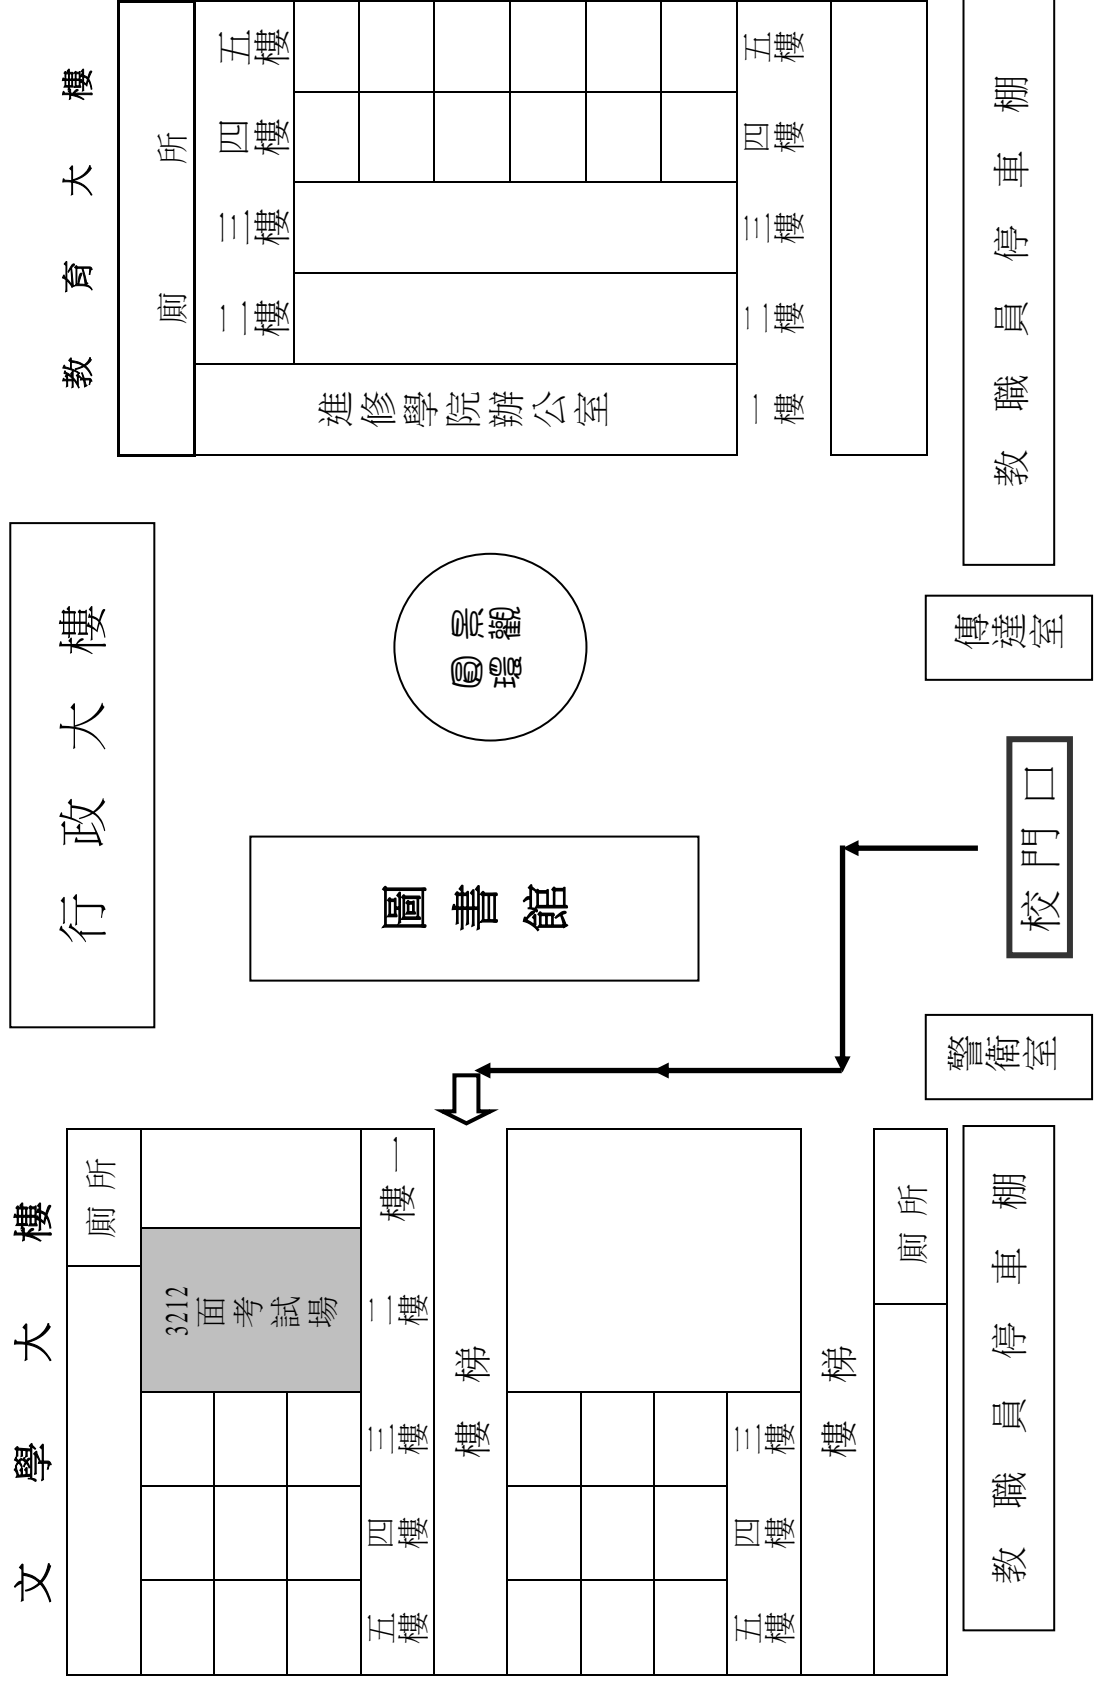 文學大樓
廁所
3212
面考試場
五樓
四樓
三樓
二樓
一樓
樓梯
五樓
四樓
三樓
樓梯
廁所
教職員停車棚
行政大樓
圖書館
景觀
圓環
警衛室
校門口
傳達室
教育大樓
廁所
進修學院辦公室
二樓
三樓
四樓
五樓
一樓
二樓
三樓
四樓
五樓
教職員停車棚